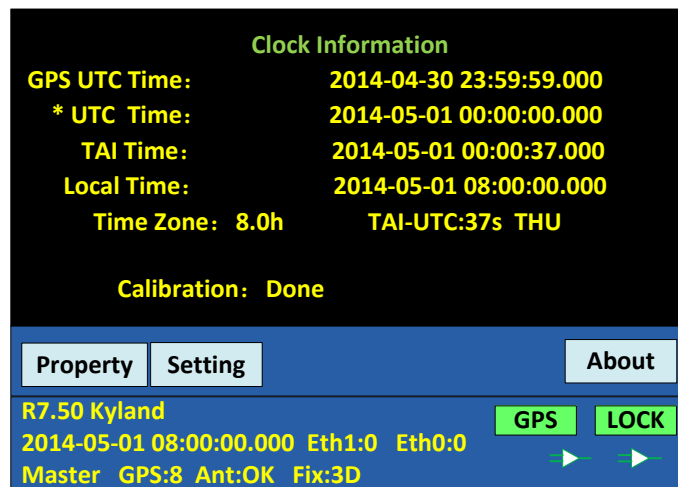 Clock Information
GPS UTC Time： 2014-04-30 23:59:59.000
* UTC Time： 2014-05-01 00:00:00.000
TAI Time： 2014-05-01 00:00:37.000
Local Time： 2014-05-01 08:00:00.000
Time Zone：8.0h TAI-UTC:37s THU
Calibration：Done
Property Setting About
R7.50 Kyland GPS LOCK
2014-05-01 08:00:00.000 Eth1:0 Eth0:0
Master GPS:8 Ant:OK Fix:3D